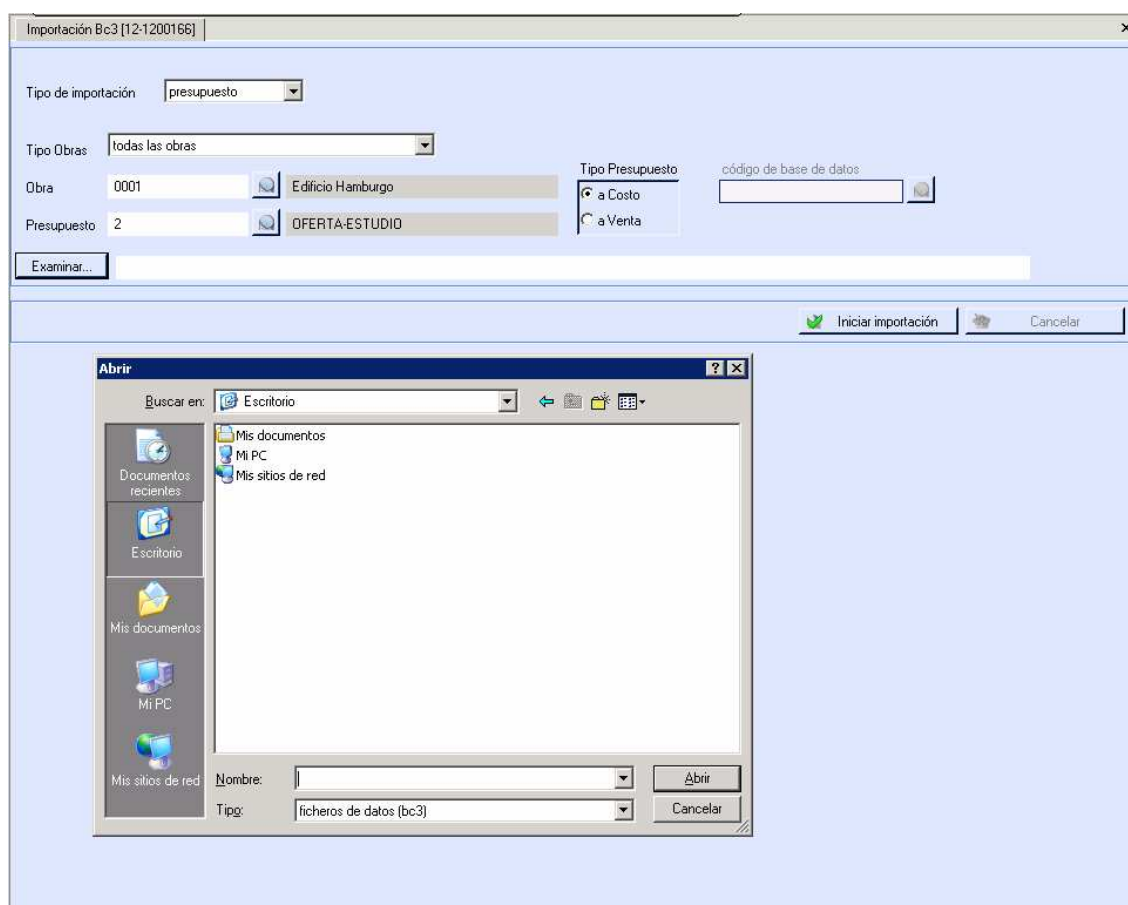 Importación Bc3 [12-1200166]
Tipo de importación presupuesto
Tipo Obras todas las obras
Obra 0001 Edificio Hamburgo
Presupuesto 2 OFERTA-ESTUDIO
Tipo Presupuesto
a Costo
a Venta
código de base de datos
Examinar...
Iniciar importación Cancelar
Abrir
Buscar en: Escritorio
Documentos
recientes
Escritorio
Mis documentos
Mi PC
Mis sitios de red
Mis documentos
Mi PC
Mis sitios de red
Nombre: Abrir
Tipo: ficheros de datos (bc3) Cancelar